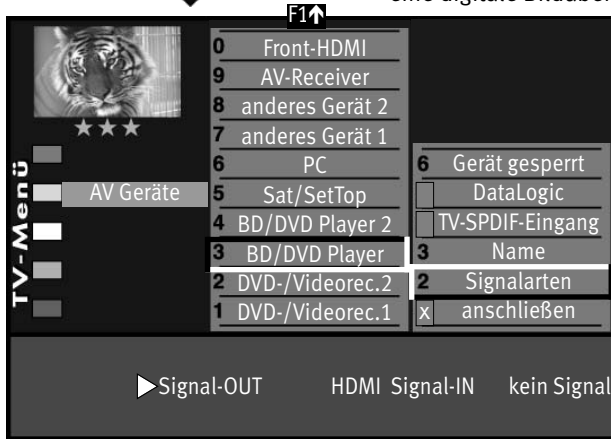 eine digitale Bildüber
F1↑
0 Front-HDMI
9 AV-Receiver
8 anderes Gerät 2
7 anderes Gerät 1
6 PC
5 Sat/SetTop
4 BD/DVD Player 2
3 BD/DVD Player
2 DVD-/Videorec.2
1 DVD-/Videorec.1
TV-Menü
AV Geräte
6 Gerät gesperrt
DataLogic
TV-SPDIF-Eingang
3 Name
2 Signalarten
x anschließen
Signal-OUT HDMI Signal-IN kein Signal